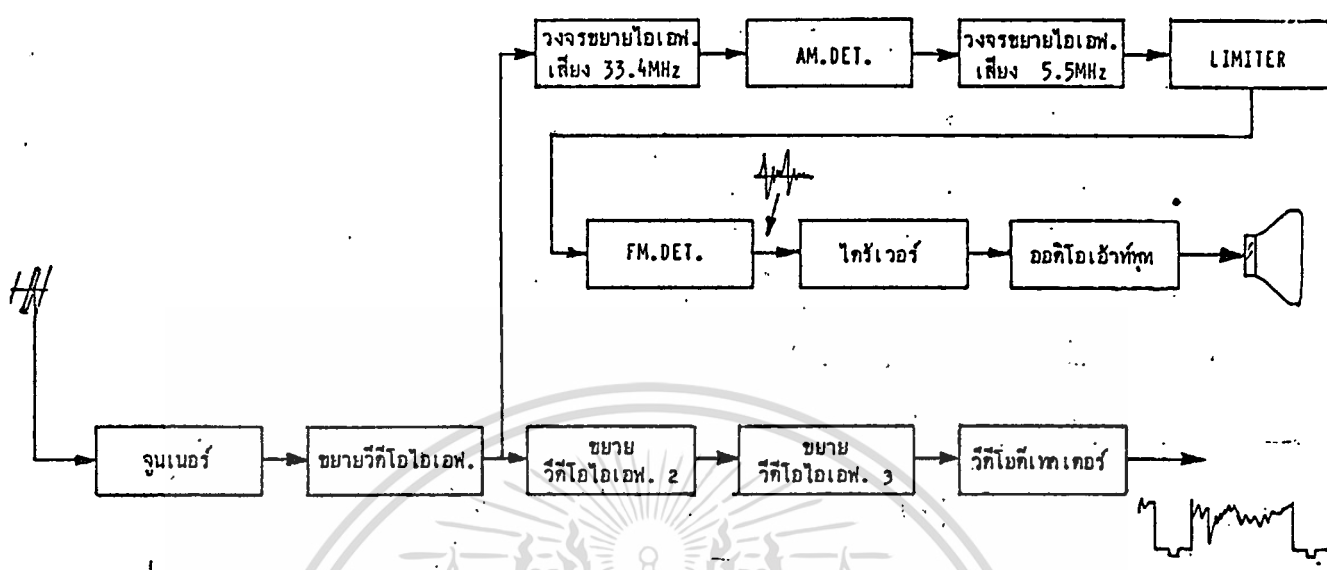 วงจรขยายไอเอฟ.
เสียง 33.4MHz
AM.DET.
วงจรขยายไอเอฟ.
เสียง 5.5MHz
LIMITER
FM.DET.
ไดร้เวอร์
ออดิโอเอ้าท์พุท
จูนเนอร์
ขยายวีดีโอไอเอฟ.
ขยาย
วีดีโอไอเอฟ. 2
ขยาย
วีดีโอไอเอฟ. 3
วีดีโอดีเทคเตอร์